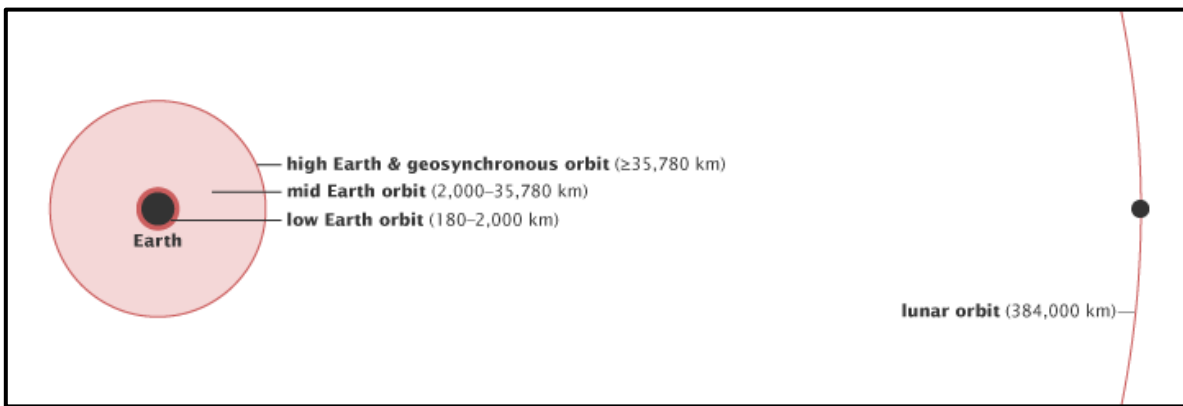 high Earth & geosynchronous orbit (≥35,780 km)
mid Earth orbit (2,000–35,780 km)
low Earth orbit (180–2,000 km)
Earth
lunar orbit (384,000 km)